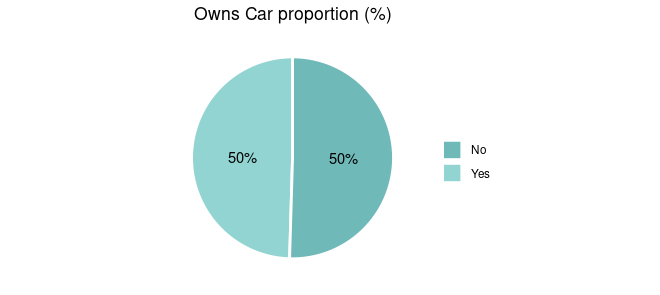 Owns Car proportion (%)
50%
50%
No
Yes